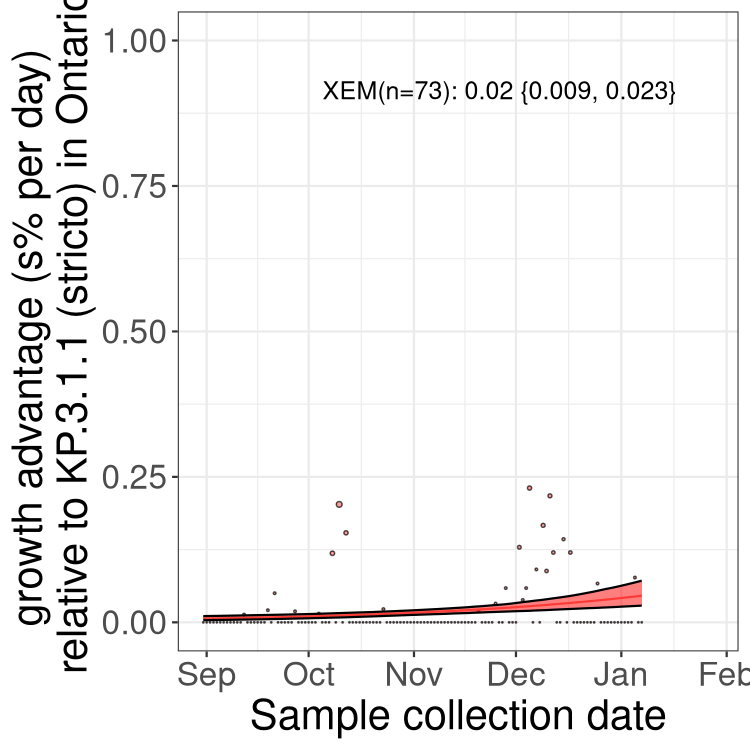 growth advantage (s% per day)
relative to KP.3.1.1 (stricto) in Ontario
1.00
0.75
0.50
0.25
0.00
XEM(n=73): 0.02 {0.009, 0.023}
Sep Oct Nov Dec Jan Feb
Sample collection date